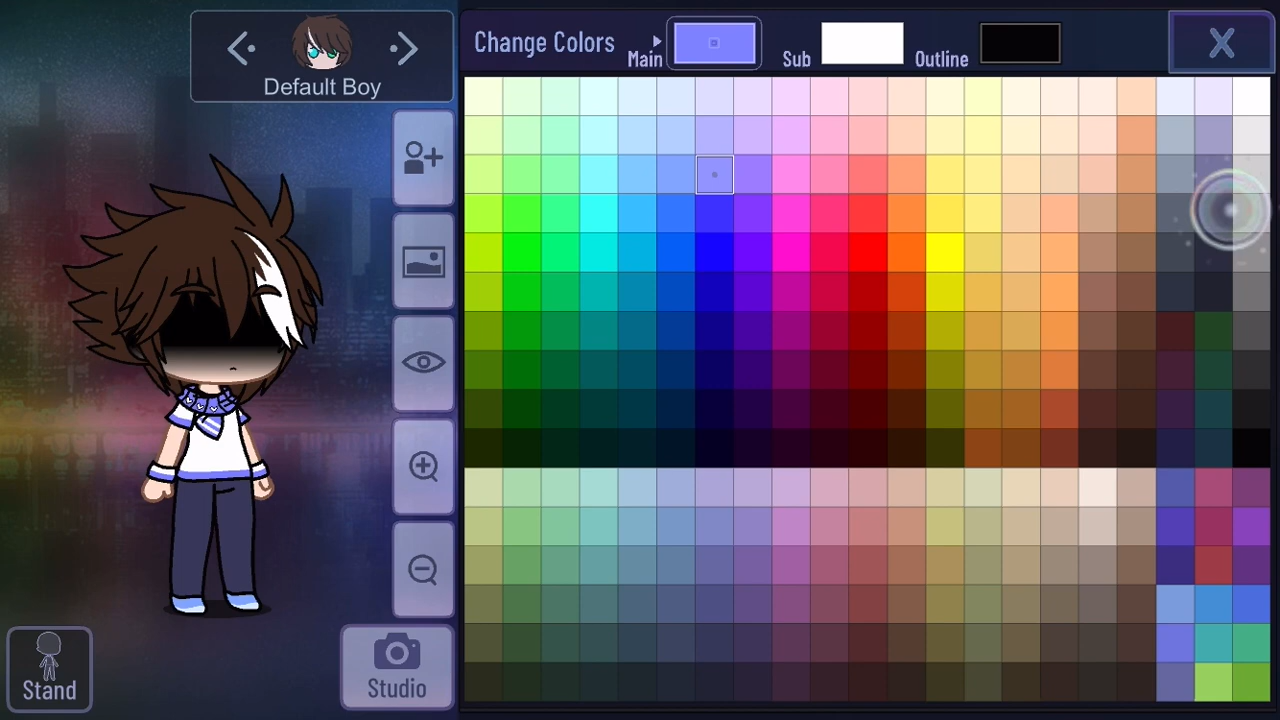 Default Boy
Change Colors
Main
Sub
Outline
X
Stand
Studio